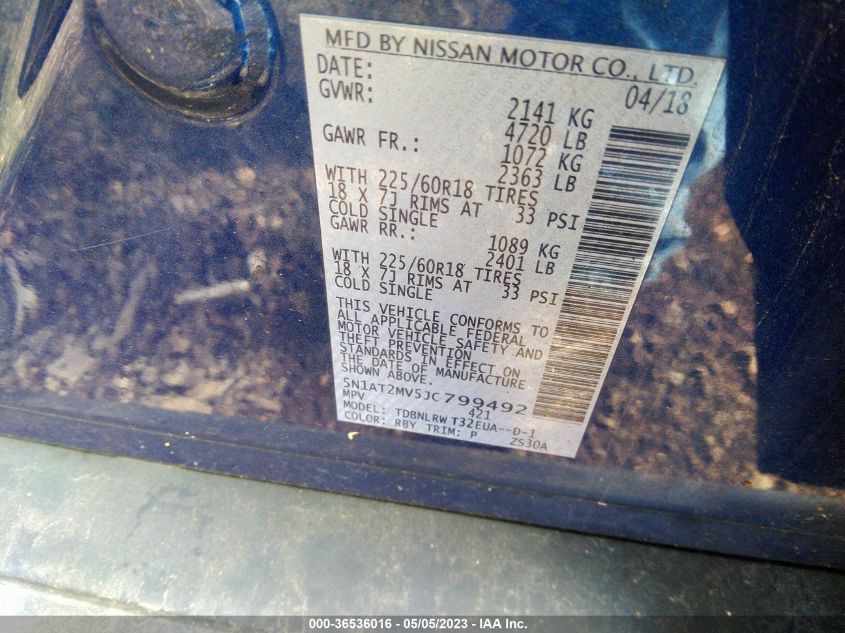 MFD BY NISSAN MOTOR CO., LTD.
DATE: 04/18
GVWR: 2141 KG
4720 LB
GAWR FR.: 1072 KG
2363 LB
WITH 225/60R18 TIRES
18 X 7J RIMS AT 33 PSI
COLD SINGLE
GAWR RR.: 1089 KG
2401 LB
WITH 225/60R18 TIRES
18 X 7J RIMS AT 33 PSI
COLD SINGLE
THIS VEHICLE CONFORMS TO
ALL APPLICABLE FEDERAL
MOTOR VEHICLE SAFETY AND
THEFT PREVENTION
STANDARDS IN EFFECT ON
THE DATE OF MANUFACTURE
SHOWN ABOVE.
5N1AT2MV5JC799492
MPV 421
MODEL: TDBNLRW T32EUA--D-1
COLOR: RBY TRIM: P ZS30A
000-36536016 - 05/05/2023 - IAA Inc.